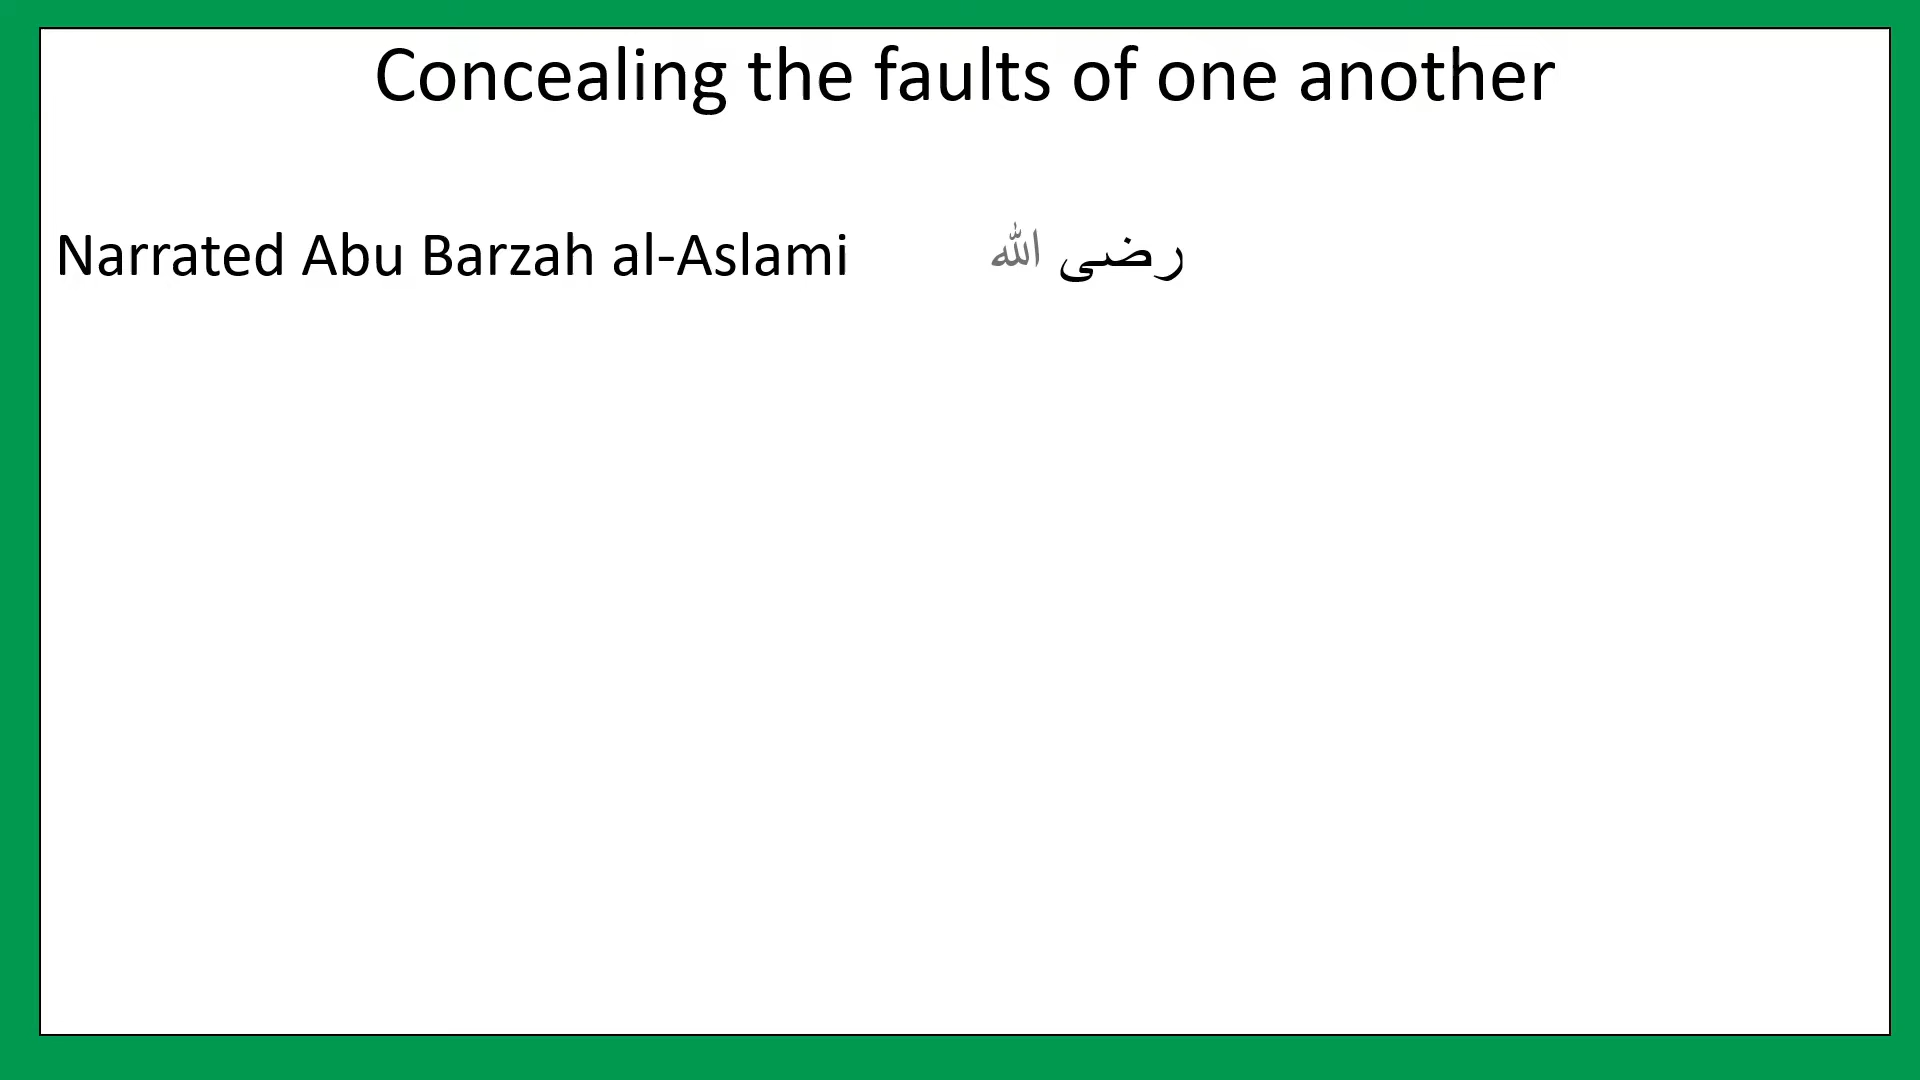 Concealing the faults of one another
Narrated Abu Barzah al-Aslami رضی الله